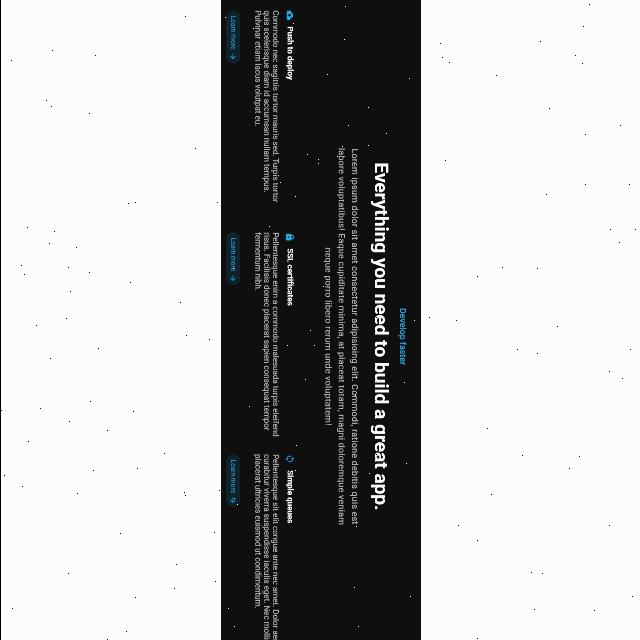 Develop faster
Everything you need to build a great app.
Lorem ipsum dolor sit amet consectetur adipisicing elit. Commodi, ratione debitis quis est
labore voluptatibus! Eaque cupiditate minima, at placeat totam, magni doloremque veniam
neque porro libero rerum unde voluptatem!
Push to deploy
Commodo nec sagittis tortor mauris sed. Turpis tortor
quis scelerisque diam id accumsan nullam tempus.
Pulvinar etiam lacus volutpat eu.
Learn more →
SSL certificates
Pellentesque enim a commodo malesuada turpis eleifend
risus. Facilisis donec placerat sapien consequat tempor
fermentum nibh.
Learn more →
Simple queues
Pellentesque sit elit congue ante nec amet. Dolor
curabitur viverra suspendisse iaculis eget. Nec
placerat ultricies euismod ut condimentum.
Learn more →